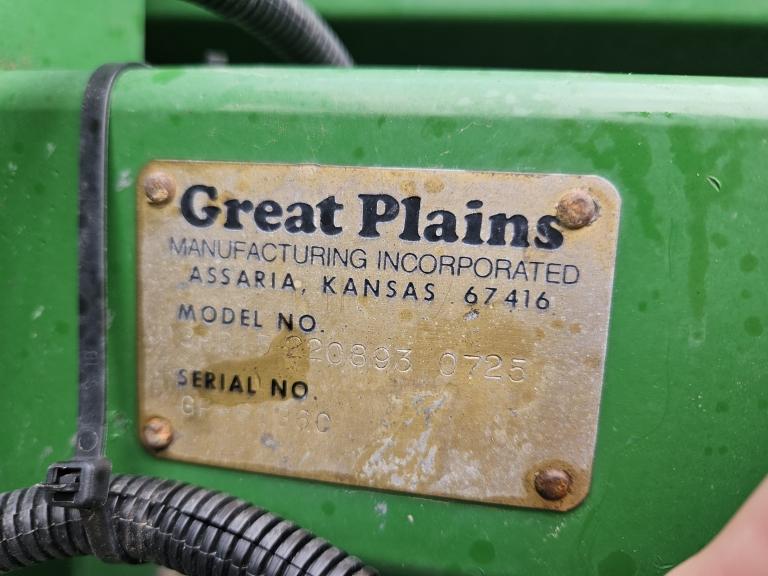 Great Plains
MANUFACTURING INCORPORATED
ASSARIA, KANSAS 67416
MODEL NO.
220893 0725
SERIAL NO.